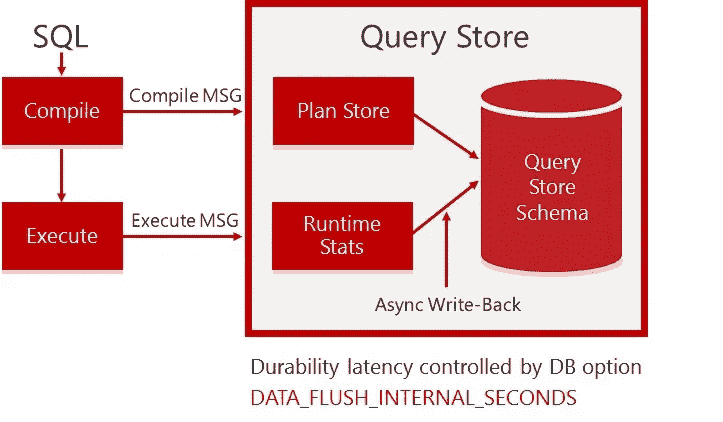 SQL
Query Store
Compile
Compile MSG
Plan Store
Query
Store
Schema
Execute
Execute MSG
Runtime
Stats
Async Write-Back
Durability latency controlled by DB option
DATA_FLUSH_INTERNAL_SECONDS